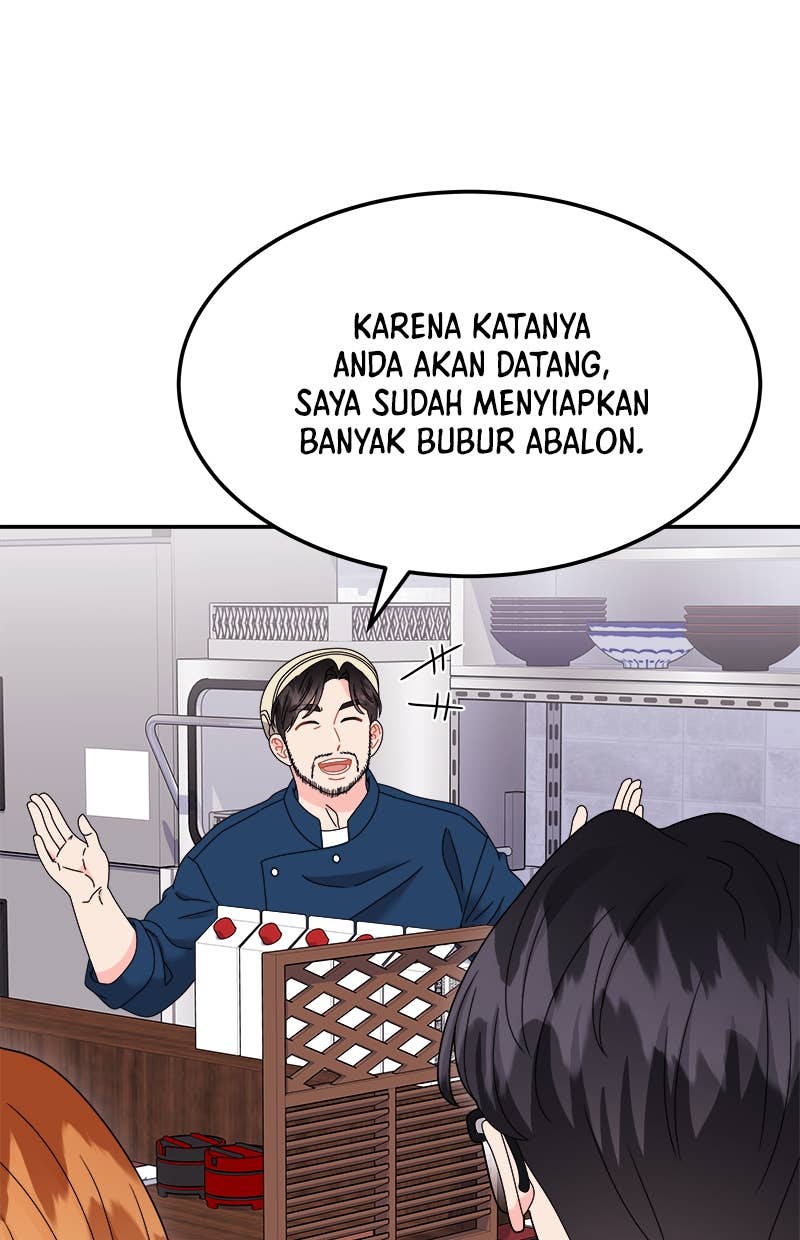 KARENA KATANYA
ANDA AKAN DATANG,
SAYA SUDAH MENYIAPKAN
BANYAK BUBUR ABALON.